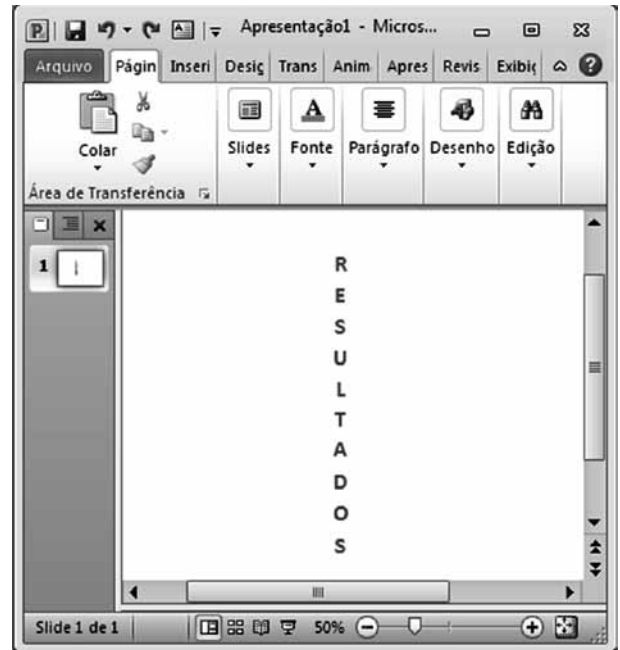 Apresentação1 - Micros...
Arquivo Págin Inseri Desig Trans Anim Apres Revis Exibiç
Colar Slides Fonte Parágrafo Desenho Edição
Área de Transferência
1
R
E
S
U
L
T
A
D
O
S
Slide 1 de 1 50%